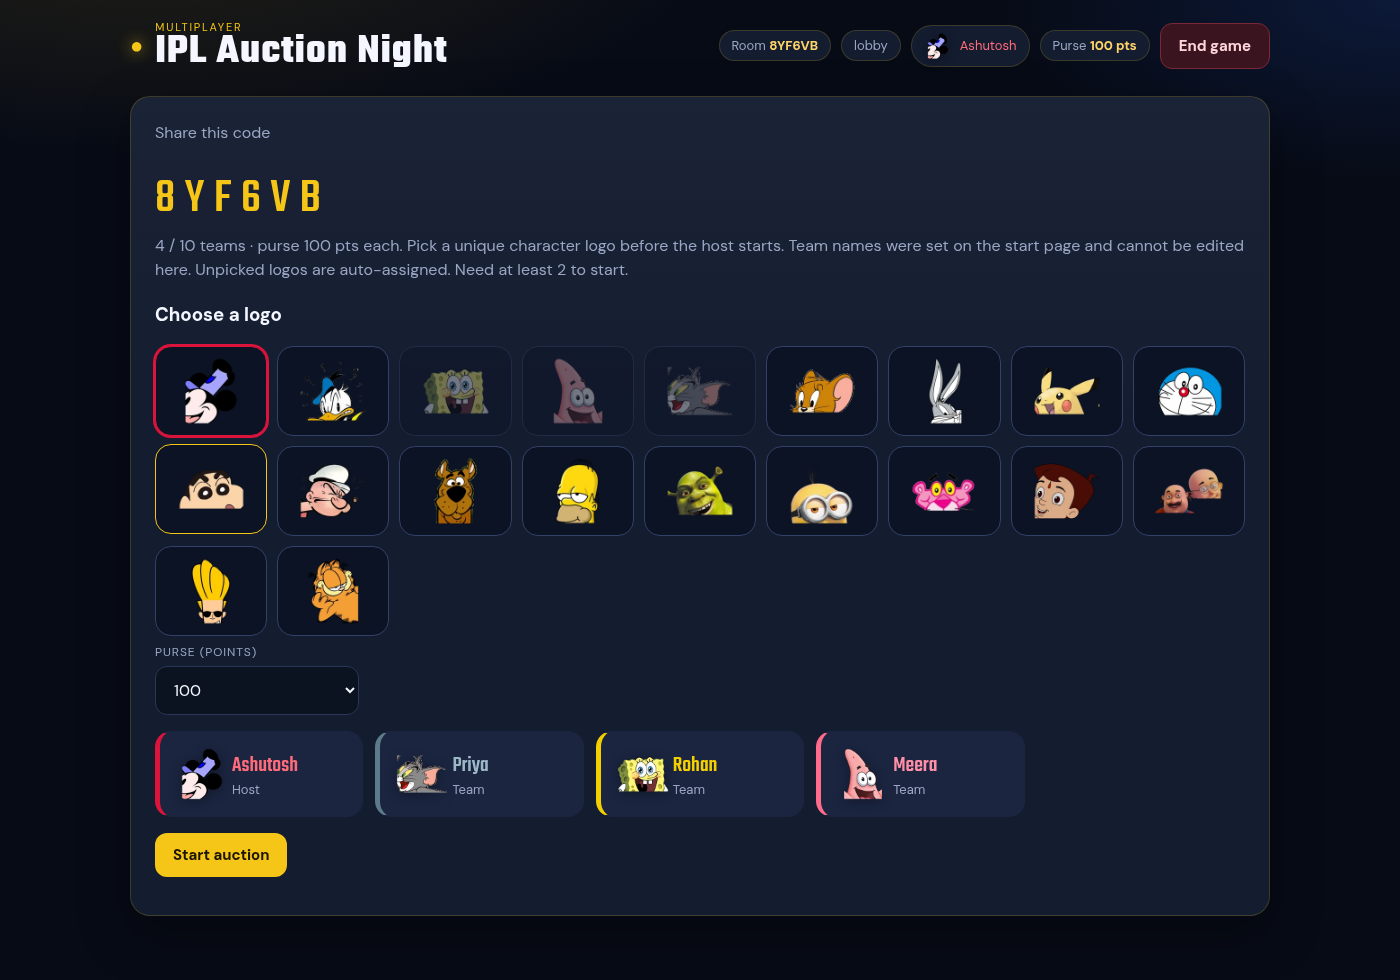 MULTIPLAYER
IPL Auction Night
Room 8YF6VB
lobby
Ashutosh
Purse 100 pts
End game
Share this code
8YF6VB
4 / 10 teams · purse 100 pts each. Pick a unique character logo before the host starts. Team names were set on the start page and cannot be edited
here. Unpicked logos are auto-assigned. Need at least 2 to start.
Choose a logo
PURSE (POINTS)
100
Ashutosh
Host
Priya
Team
Rohan
Team
Meera
Team
Start auction